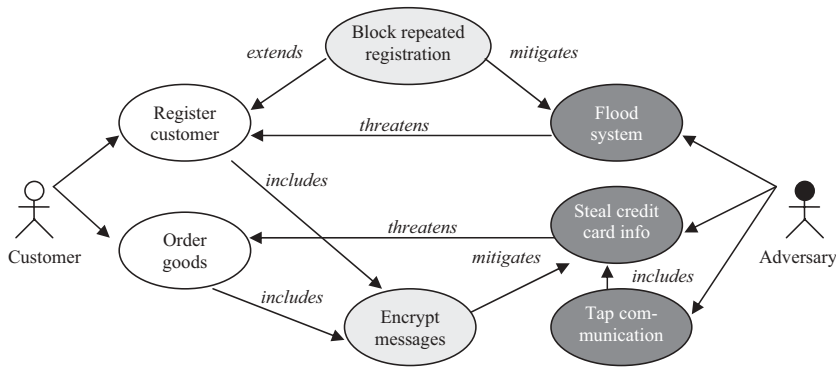 Block repeated
registration
extends
mitigates
Register
customer
Flood
system
threatens
includes
Customer
Order
goods
threatens
Steal credit
card info
Adversary
mitigates
includes
includes
Encrypt
messages
Tap com-
munication